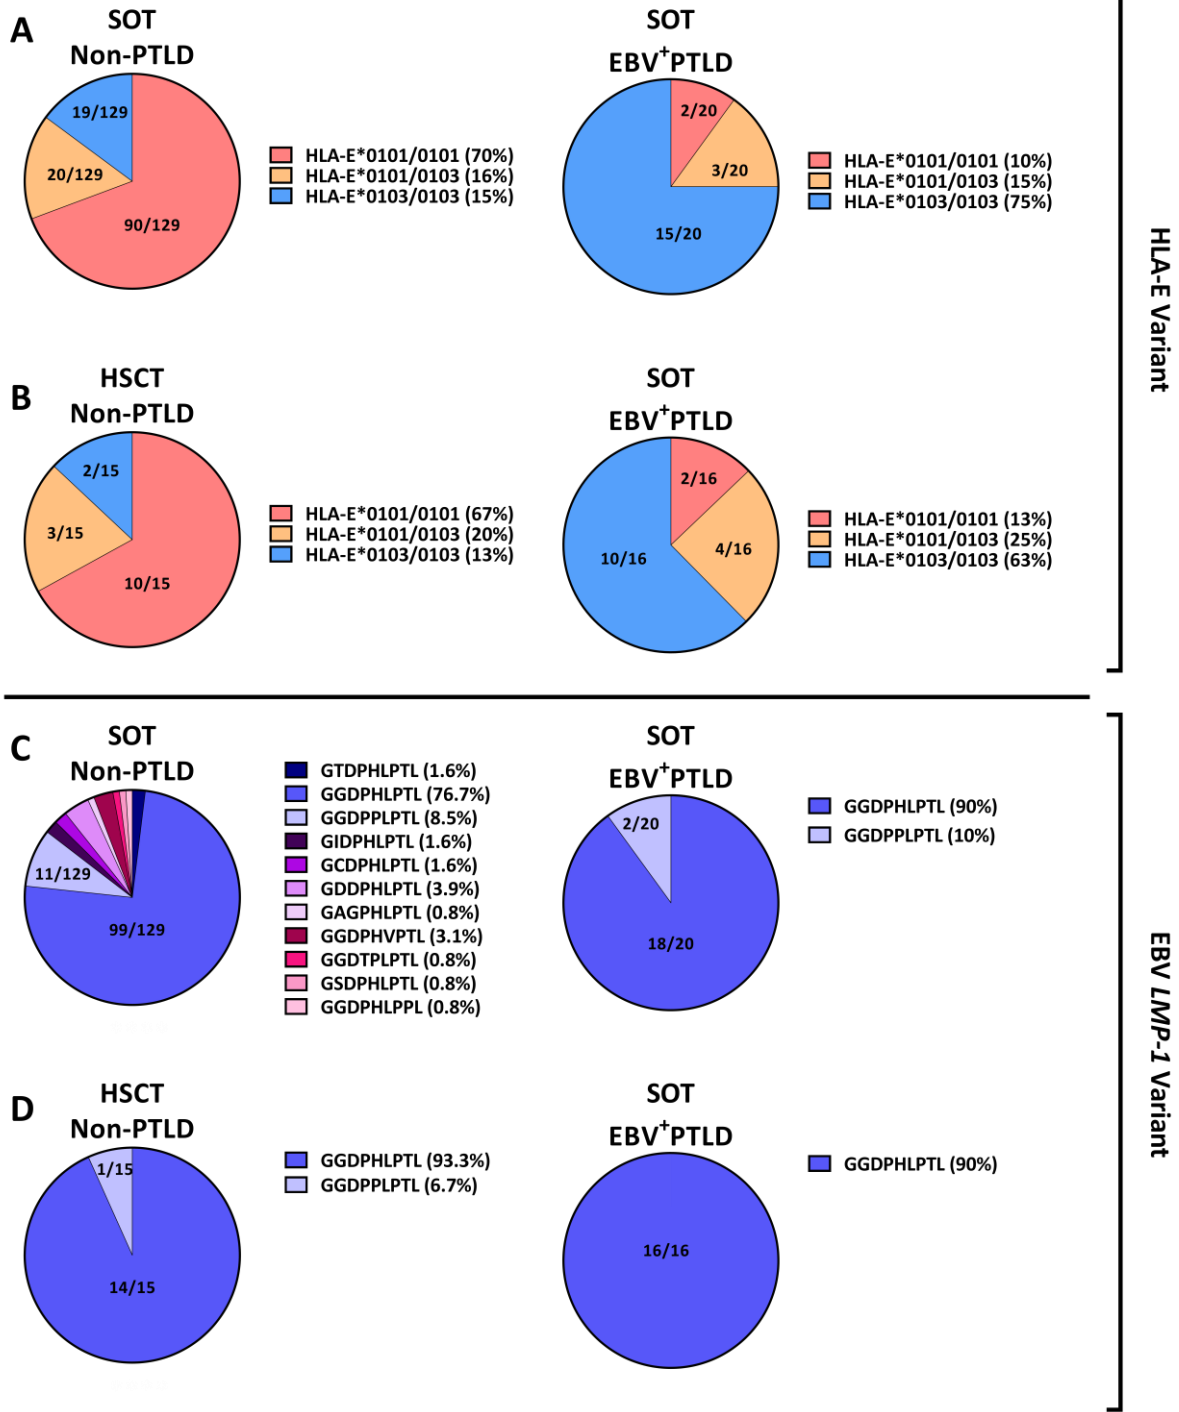 A
SOT
Non-PTLD
19/129
20/129
90/129
HLA-E*0101/0101 (70%)
HLA-E*0101/0103 (16%)
HLA-E*0103/0103 (15%)
SOT
EBV+PTLD
2/20
3/20
15/20
HLA-E*0101/0101 (10%)
HLA-E*0101/0103 (15%)
HLA-E*0103/0103 (75%)
B
HSCT
Non-PTLD
2/15
3/15
10/15
HLA-E*0101/0101 (67%)
HLA-E*0101/0103 (20%)
HLA-E*0103/0103 (13%)
SOT
EBV+PTLD
2/16
4/16
10/16
HLA-E*0101/0101 (13%)
HLA-E*0101/0103 (25%)
HLA-E*0103/0103 (63%)
HLA-E Variant
C
SOT
Non-PTLD
11/129
99/129
GTDPHLPTL (1.6%)
GGDPHLPTL (76.7%)
GGDPPLPTL (8.5%)
GIDPHLPTL (1.6%)
GCDPHLPTL (1.6%)
GDDPHLPTL (3.9%)
GAGPHLPTL (0.8%)
GGDPHVPTL (3.1%)
GGDTPLPTL (0.8%)
GSDPHLPTL (0.8%)
GGDPHLPPL (0.8%)
SOT
EBV+PTLD
2/20
18/20
GGDPHLPTL (90%)
GGDPPLPTL (10%)
D
HSCT
Non-PTLD
1/15
14/15
GGDPHLPTL (93.3%)
GGDPPLPTL (6.7%)
SOT
EBV+PTLD
16/16
GGDPHLPTL (90%)
EBV LMP-1 Variant